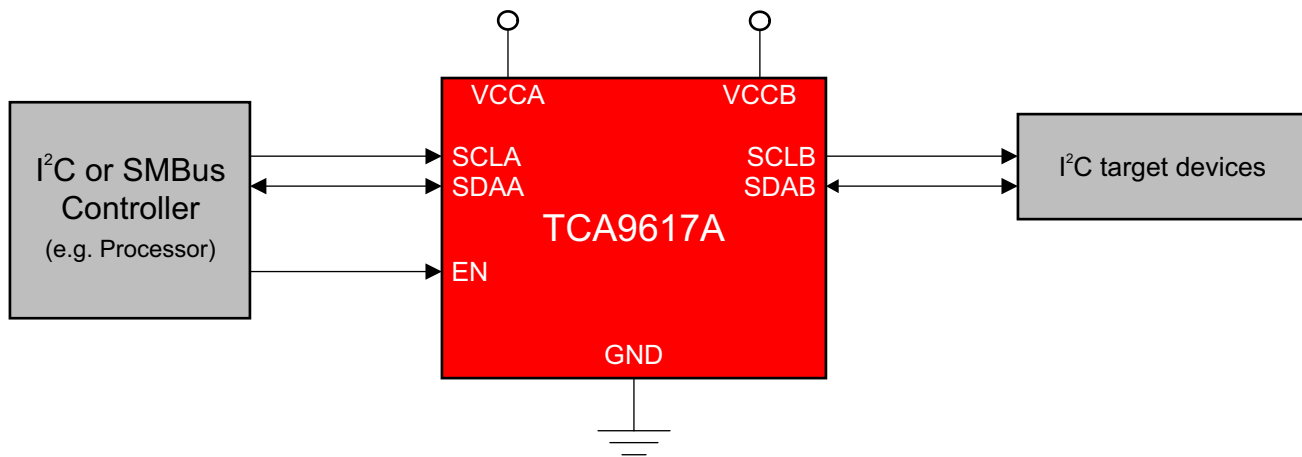 VCCA
VCCB
I²C or SMBus
Controller
(e.g. Processor)
SCLA
SDAA
EN
SCLB
SDAB
TCA9617A
GND
I²C target devices